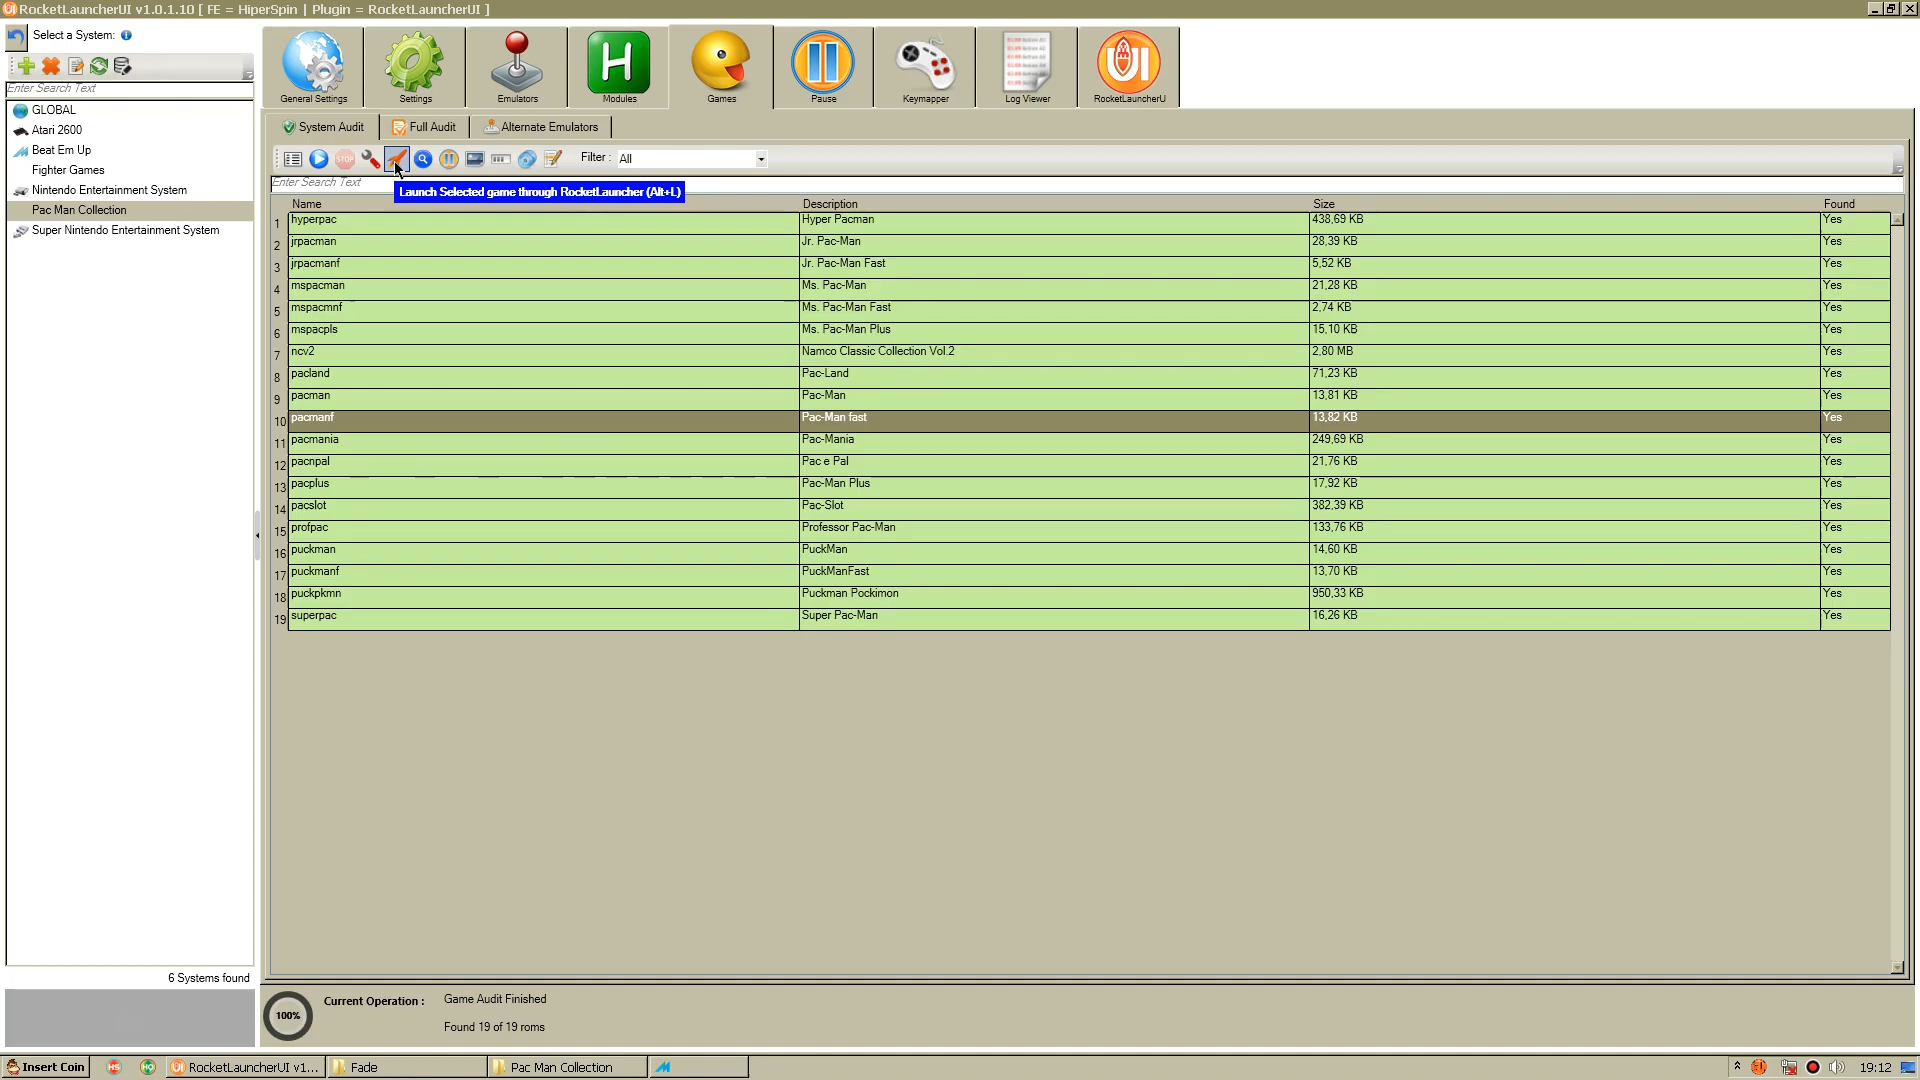 RocketLauncherUI v1.0.1.10 [ FE = HiperSpin | Plugin = RocketLauncherUI ]
Select a System:
Enter Search Text
GLOBAL
Atari 2600
Beat Em Up
Fighter Games
Nintendo Entertainment System
Pac Man Collection
Super Nintendo Entertainment System
6 Systems found
General Settings
Settings
Emulators
H
Modules
Games
Pause
Keymapper
Log Viewer
UI
RocketLauncherUI
System Audit
Full Audit
Alternate Emulators
STOP
Filter : All
Enter Search Text
Launch Selected game through RocketLauncher (Alt+L)
Name Description Size Found
1 hyperpac Hyper Pacman 438,69 KB Yes
2 jrpacman Jr. Pac-Man 28,39 KB Yes
3 jrpacmanf Jr. Pac-Man Fast 5,52 KB Yes
4 mspacman Ms. Pac-Man 21,28 KB Yes
5 mspacmnf Ms. Pac-Man Fast 2,74 KB Yes
6 mspacpls Ms. Pac-Man Plus 15,10 KB Yes
7 ncv2 Namco Classic Collection Vol.2 2,80 MB Yes
8 pacland Pac-Land 71,23 KB Yes
9 pacman Pac-Man 13,81 KB Yes
10 pacmanf Pac-Man fast 13,82 KB Yes
11 pacmania Pac-Mania 249,69 KB Yes
12 pacnpal Pac e Pal 21,76 KB Yes
13 pacplus Pac-Man Plus 17,92 KB Yes
14 pacslot Pac-Slot 382,39 KB Yes
15 profpac Professor Pac-Man 133,76 KB Yes
16 puckman PuckMan 14,60 KB Yes
17 puckmanf PuckManFast 13,70 KB Yes
18 puckpkmn Puckman Pockimon 950,33 KB Yes
19 superpac Super Pac-Man 16,26 KB Yes
100%
Current Operation : Game Audit Finished
Found 19 of 19 roms
Insert Coin
HS
HQ
RocketLauncherUI v1...
Fade
Pac Man Collection
19:12